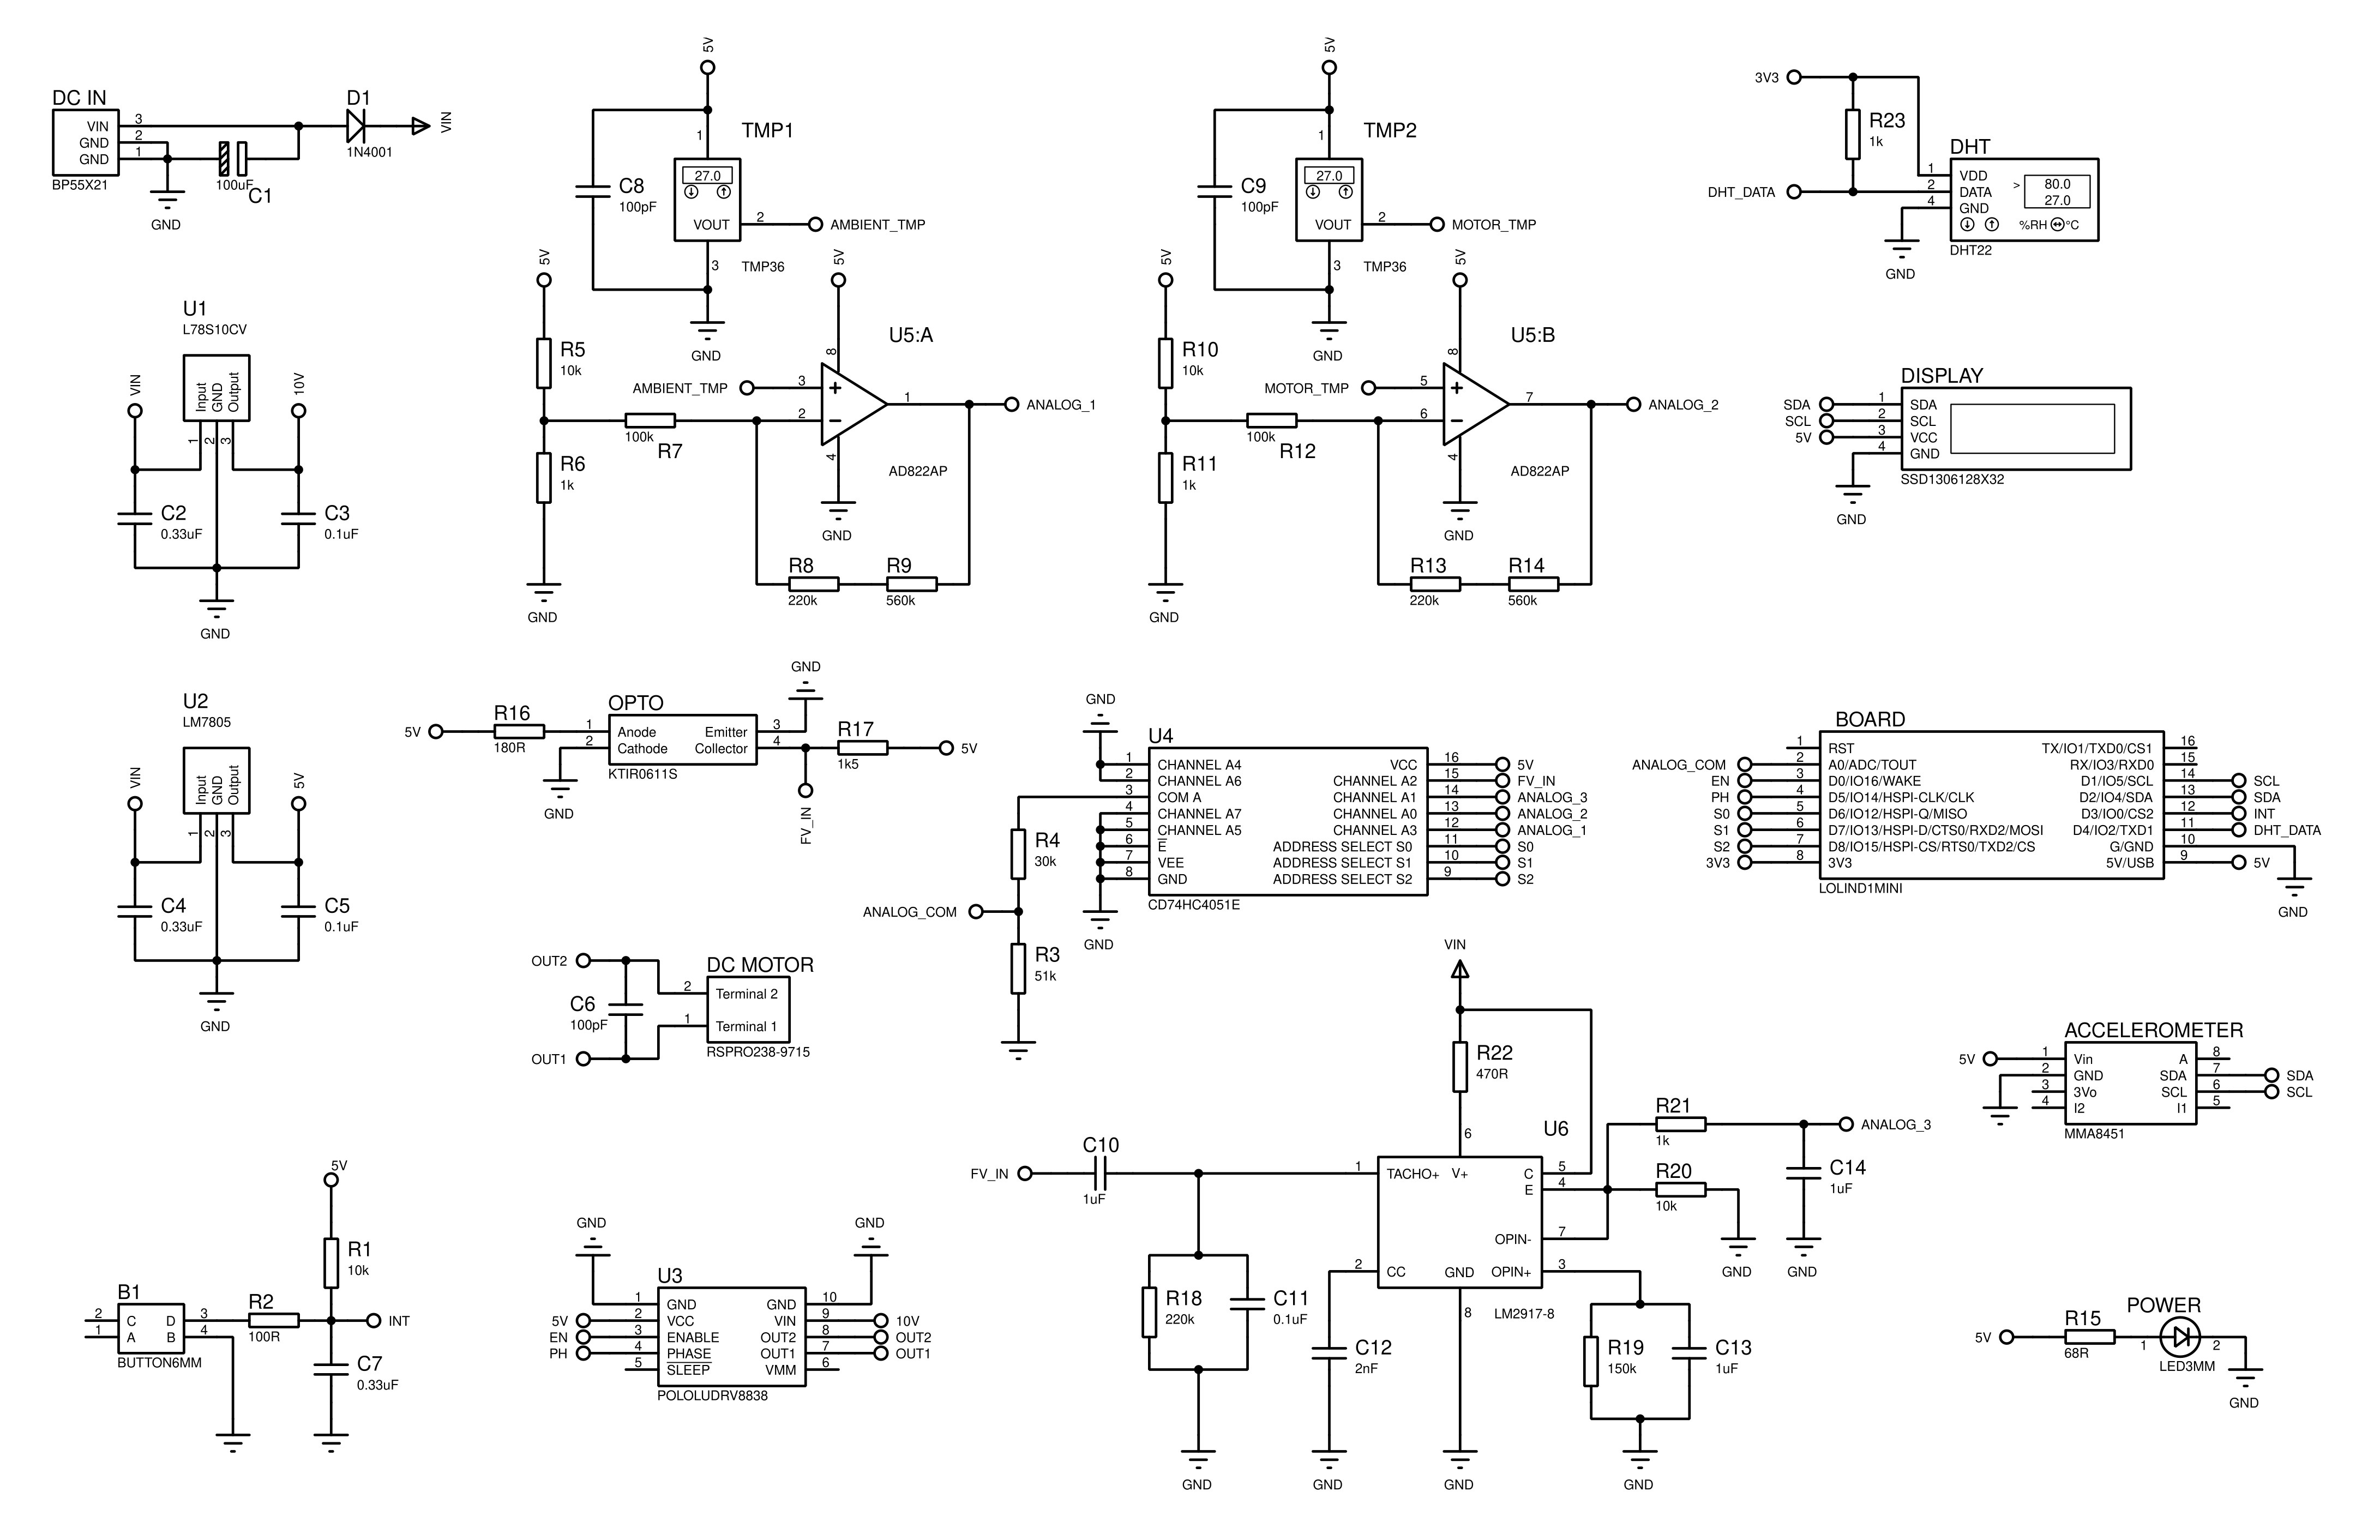 DC IN
VIN 3
GND 2
GND 1
BP55X21
100uF
C1
GND
D1
1N4001
VIN
5V
TMP1
1
27.0
VOUT
2
AMBIENT_TMP
3
TMP36
C8
100pF
GND
5V
TMP2
1
27.0
VOUT
2
MOTOR_TMP
3
TMP36
C9
100pF
GND
3V3
R23
1k
DHT_DATA
DHT
1 VDD
2 DATA
4 GND
> 80.0
27.0
%RH °C
DHT22
GND
U1
L78S10CV
VIN
Input
GND
Output
10V
1
2
3
C2
0.33uF
C3
0.1uF
GND
5V
R5
10k
R6
1k
GND
R7
100k
5V
U5:A
8
AMBIENT_TMP
3
2
1
4
ANALOG_1
AD822AP
GND
R8
220k
R9
560k
5V
R10
10k
R11
1k
GND
R12
100k
5V
U5:B
8
MOTOR_TMP
5
6
7
4
ANALOG_2
AD822AP
GND
R13
220k
R14
560k
DISPLAY
SDA 1 SDA
SCL 2 SCL
5V 3 VCC
4 GND
SSD1306128X32
GND
U2
LM7805
VIN
Input
GND
Output
5V
1
2
3
C4
0.33uF
C5
0.1uF
GND
5V
R16
180R
OPTO
1 Anode
2 Cathode
Emitter 3
Collector 4
KTIR0611S
GND
GND
R17
1k5
5V
FV_IN
OUT2
OUT1
C6
100pF
DC MOTOR
2 Terminal 2
1 Terminal 1
RSPRO238-9715
GND
U4
1 CHANNEL A4 VCC 16 5V
2 CHANNEL A6 CHANNEL A2 15 FV_IN
3 COM A CHANNEL A1 14 ANALOG_3
4 CHANNEL A7 CHANNEL A0 13 ANALOG_2
5 CHANNEL A5 CHANNEL A3 12 ANALOG_1
6 E ADDRESS SELECT S0 11 S0
7 VEE ADDRESS SELECT S1 10 S1
8 GND ADDRESS SELECT S2 9 S2
CD74HC4051E
GND
R4
30k
ANALOG_COM
R3
51k
BOARD
1 RST TX/IO1/TXD0/CS1 16
ANALOG_COM 2 A0/ADC/TOUT RX/IO3/RXD0 15
EN 3 D0/IO16/WAKE D1/IO5/SCL 14 SCL
PH 4 D5/IO14/HSPI-CLK/CLK D2/IO4/SDA 13 SDA
S0 5 D6/IO12/HSPI-Q/MISO D3/IO0/CS2 12 INT
S1 6 D7/IO13/HSPI-D/CTS0/RXD2/MOSI D4/IO2/TXD1 11 DHT_DATA
S2 7 D8/IO15/HSPI-CS/RTS0/TXD2/CS G/GND 10
3V3 8 3V3 5V/USB 9 5V
LOLIND1MINI
GND
5V
R1
10k
B1
2 C D 3
1 A B 4
BUTTON6MM
R2
100R
INT
C7
0.33uF
GND
GND
U3
1 GND GND 10
5V 2 VCC VIN 9 10V
EN 3 ENABLE OUT2 8 OUT2
PH 4 PHASE OUT1 7 OUT1
5 SLEEP VMM 6
POLOLUDRV8838
VIN
R22
470R
6
U6
FV_IN
C10
1uF
1 TACHO+ V+
C 5
E 4
OPIN- 7
2 CC GND OPIN+ 3
8
LM2917-8
R18
220k
C11
0.1uF
GND
C12
2nF
GND
GND
R19
150k
C13
1uF
GND
R21
1k
R20
10k
GND
ANALOG_3
C14
1uF
GND
ACCELEROMETER
5V 1 Vin A 8
2 GND SDA 7 SDA
3 3Vo SCL 6 SCL
4 I2 I1 5
MMA8451
5V
R15
68R
POWER
1
2
LED3MM
GND